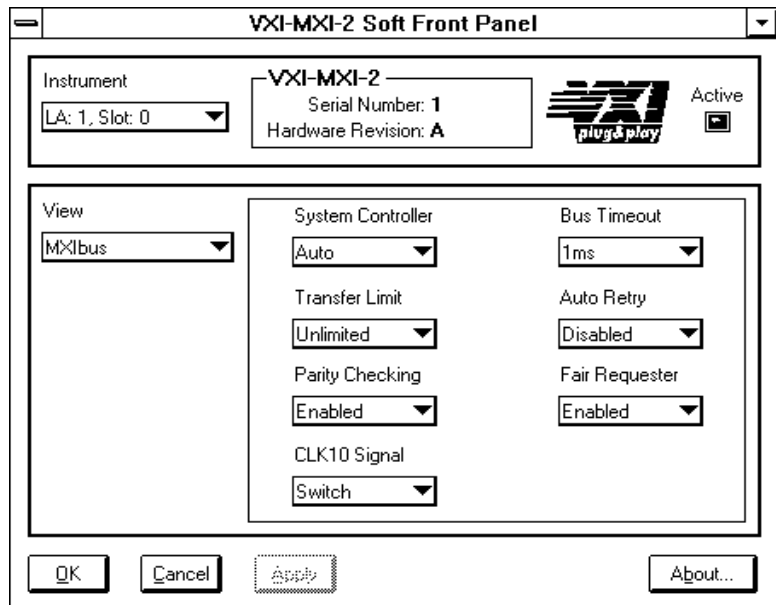 VXI-MXI-2 Soft Front Panel
Instrument
LA: 1, Slot: 0
VXI-MXI-2
Serial Number: 1
Hardware Revision: A
VXI
plug&play
Active
View
MXIbus
System Controller
Auto
Bus Timeout
1ms
Transfer Limit
Unlimited
Auto Retry
Disabled
Parity Checking
Enabled
Fair Requester
Enabled
CLK10 Signal
Switch
OK
Cancel
Apply
About...